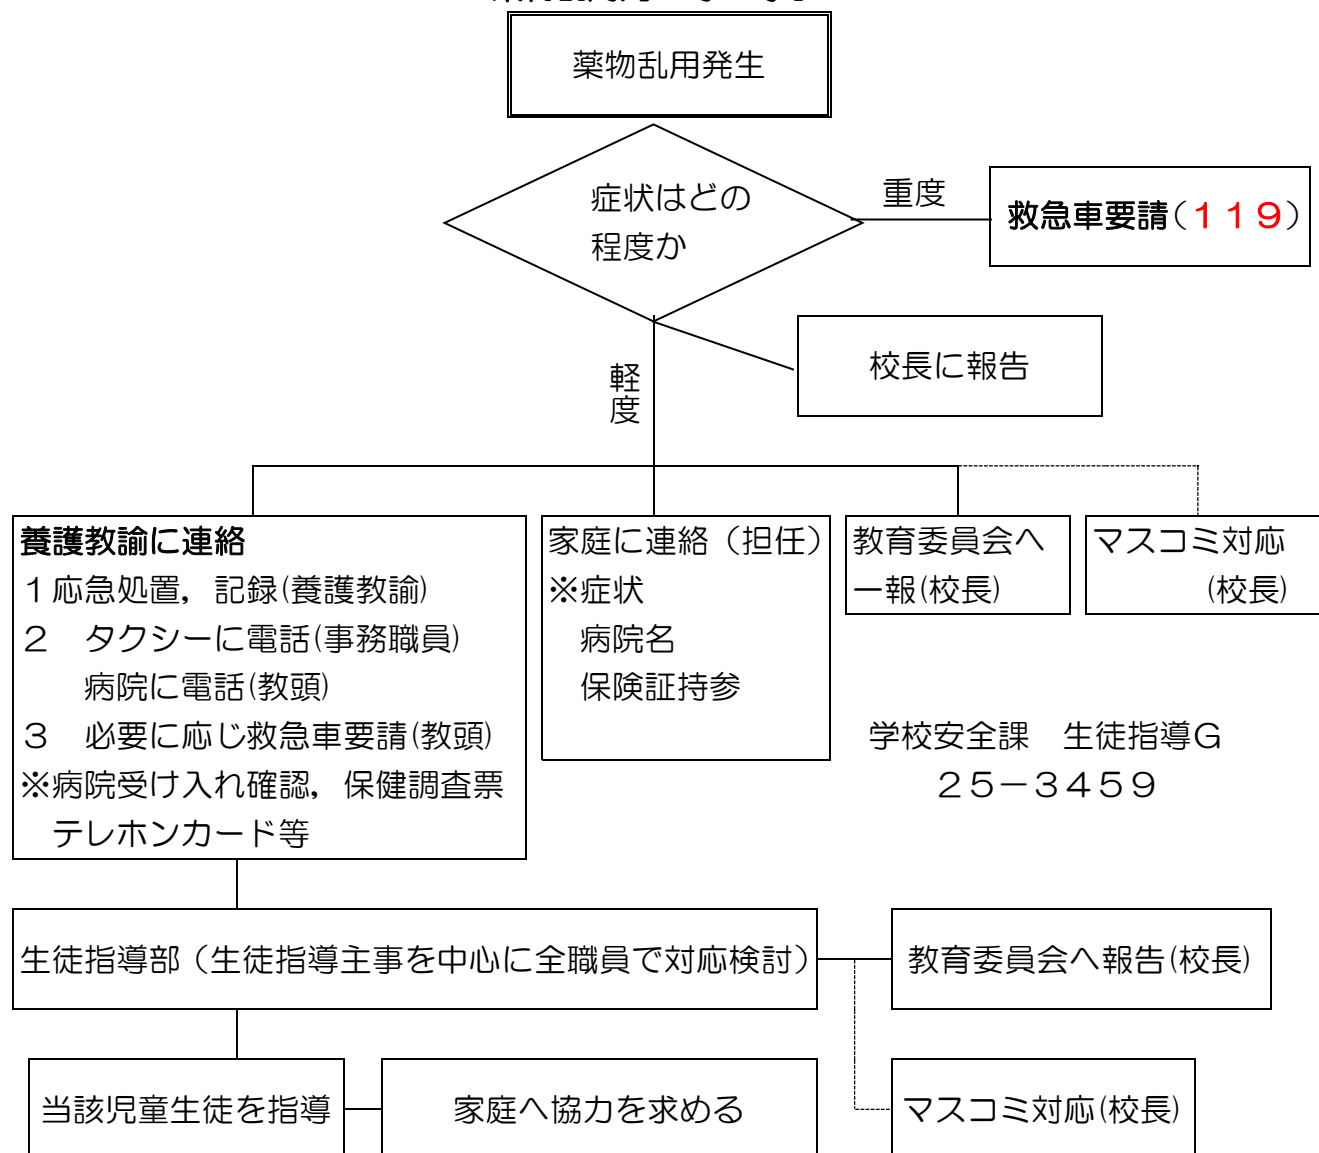 薬物乱用発生
症状はどの
程度か
重度
救急車要請(１１９)
校長に報告
軽度
養護教諭に連絡
１応急処置，記録(養護教諭)
２　タクシーに電話(事務職員)
病院に電話(教頭)
３　必要に応じ救急車要請(教頭)
※病院受け入れ確認，保健調査票
テレホンカード等
家庭に連絡（担任）
※症状
病院名
保険証持参
教育委員会へ
一報(校長)
マスコミ対応
(校長)
学校安全課　生徒指導Ｇ
２５－３４５９
生徒指導部（生徒指導主事を中心に全職員で対応検討）
教育委員会へ報告(校長)
当該児童生徒を指導
家庭へ協力を求める
マスコミ対応(校長)